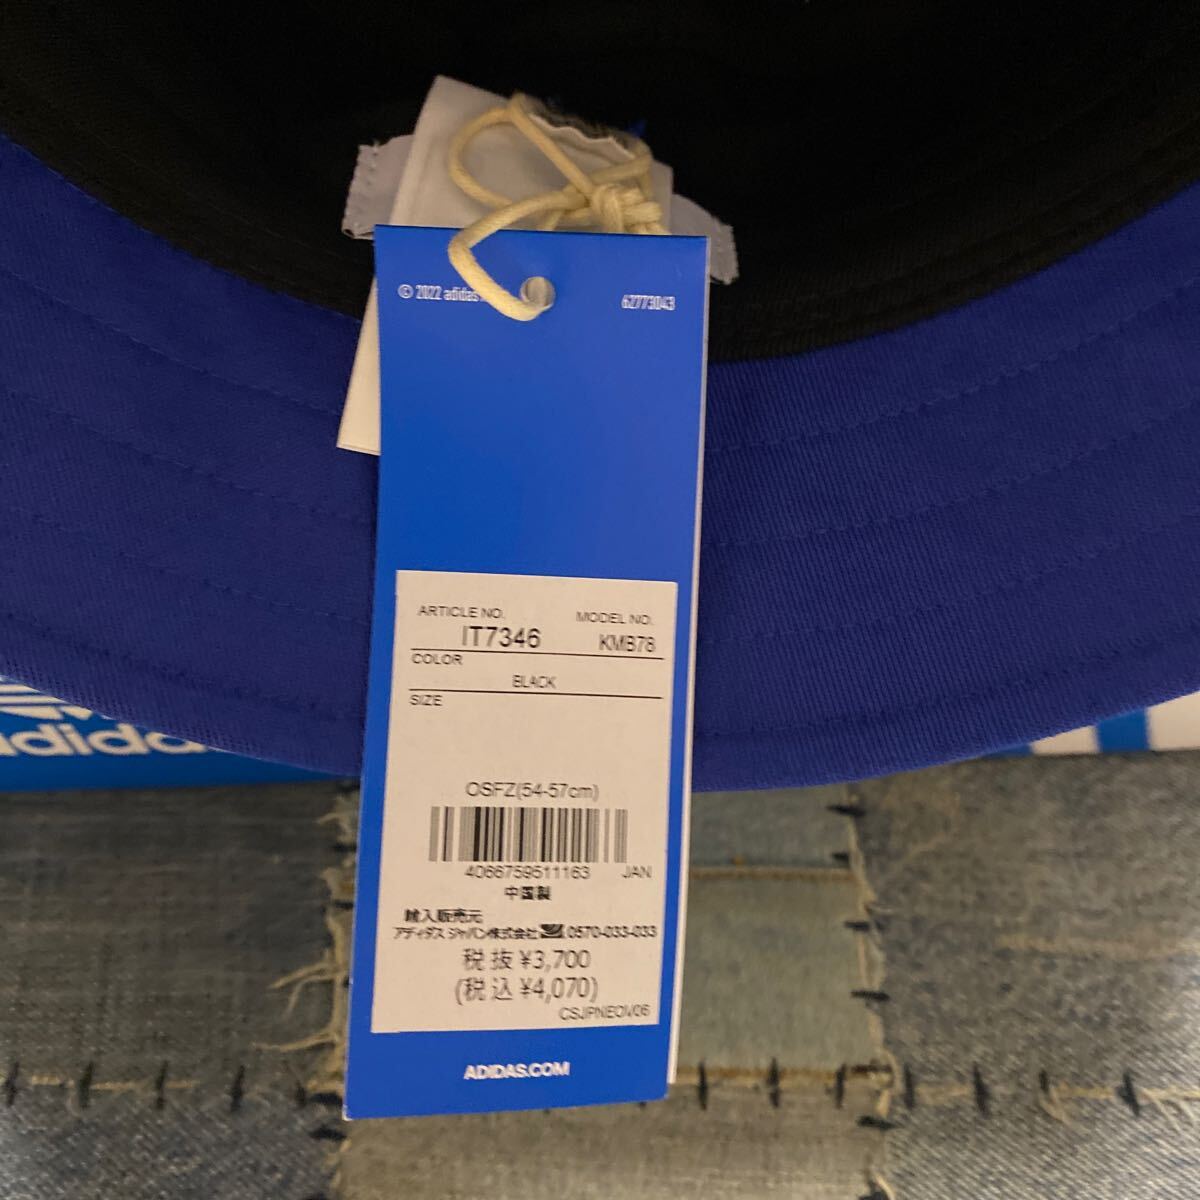 © 2022 adidas
62773043
ARTICLE NO. MODEL NO.
IT7346 KMB78
COLOR
BLACK
SIZE
OSFZ(54-57cm)
4066759511163 JAN
中国製
輸入販売元
アディダス ジャパン株式会社 0570-033-033
税抜 ¥3,700
(税込 ¥4,070)
CSJPNEOV06
ADIDAS.COM
adidas